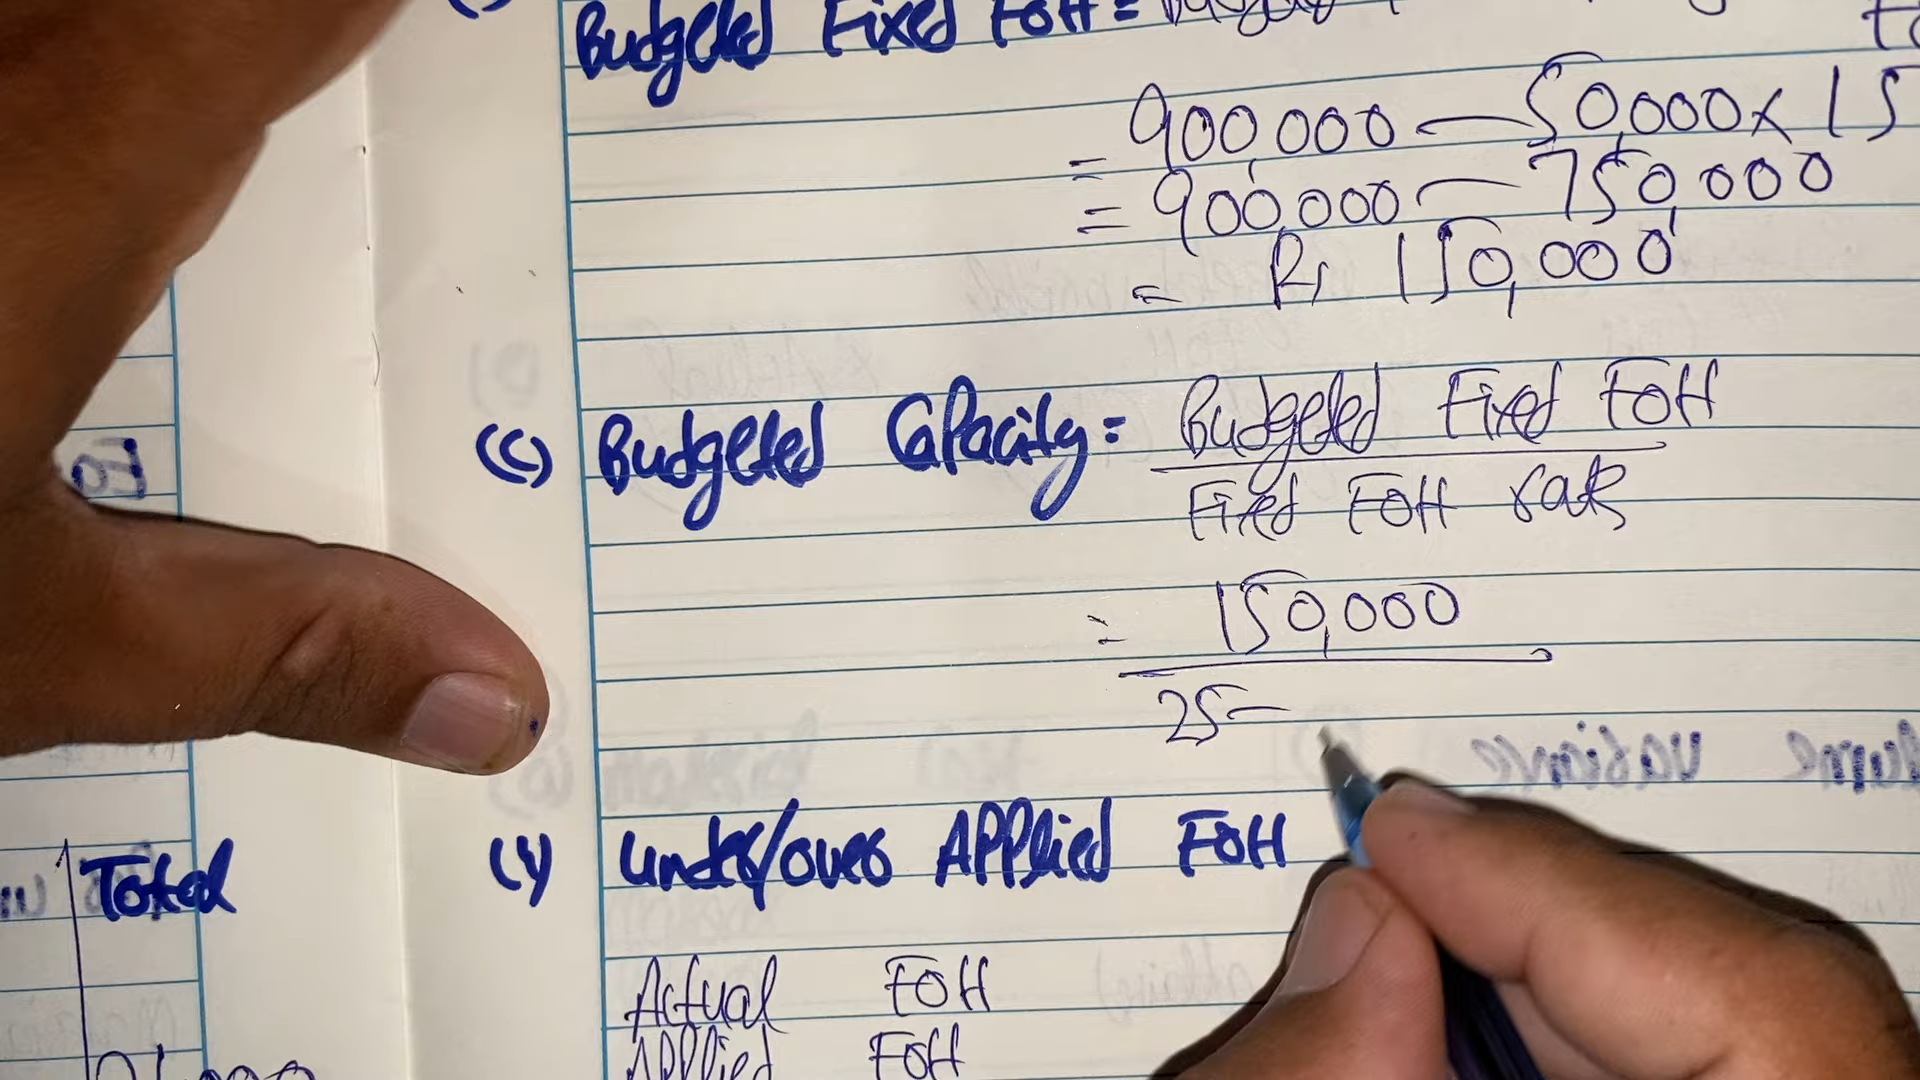 Budgeted Fixed FOH =
900,000 — 50,000 x 15
= 900,000 — 750,000
= Rs 150,000
(C) Budgeted Capacity = Budgeted Fixed FOH
Fixed FOH rate
= 150,000
25 —
(4) Under/over Applied FOH
Total
Actual FOH
Applied FOH